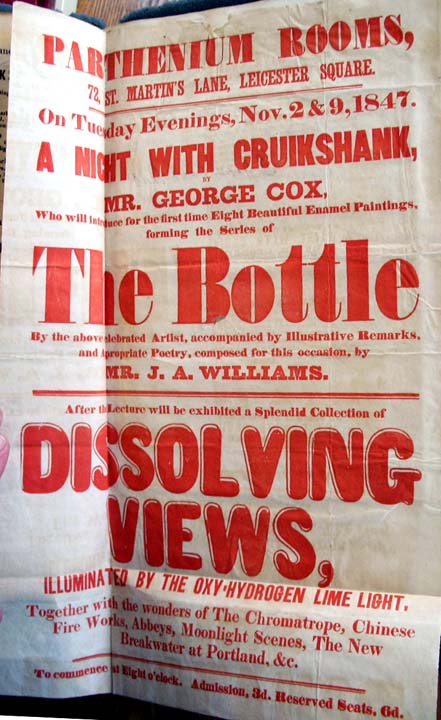 PARTHENIUM ROOMS,
72, ST. MARTIN'S LANE, LEICESTER SQUARE.
On Tuesday Evenings, Nov. 2 & 9, 1847.
A NIGHT WITH CRUIKSHANK,
BY
MR. GEORGE COX,
Who will introduce for the first time Eight Beautiful Enamel Paintings,
forming the Series of
The Bottle
By the above celebrated Artist, accompanied by Illustrative Remarks,
and Apropriate Poetry, composed for this occasion, by
MR. J. A. WILLIAMS.
After the Lecture will be exhibited a Splendid Collection of
DISSOLVING
VIEWS,
ILLUMINATED BY THE OXY-HYDROGEN LIME LIGHT,
Together with the wonders of The Chromatrope, Chinese
Fire Works, Abbeys, Moonlight Scenes, The New
Breakwater at Portland, &c.
To commence at Eight o'clock. Admission, 3d. Reserved Seats, 6d.